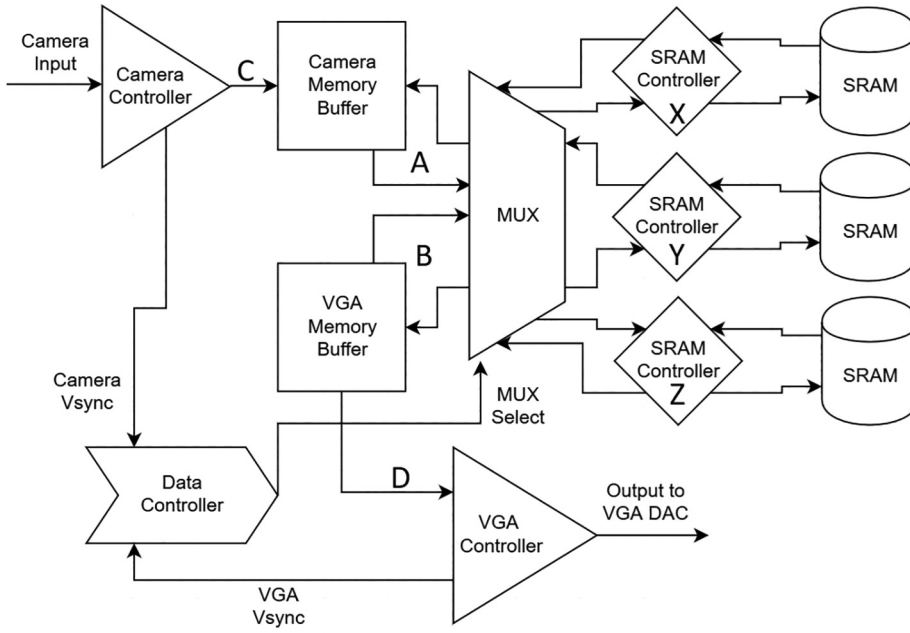 Camera
Input
Camera
Controller
C
Camera
Memory
Buffer
A
MUX
SRAM
Controller
X
SRAM
SRAM
Controller
Y
SRAM
B
VGA
Memory
Buffer
SRAM
Controller
Z
SRAM
Camera
Vsync
MUX
Select
Data
Controller
D
VGA
Controller
Output to
VGA DAC
VGA
Vsync